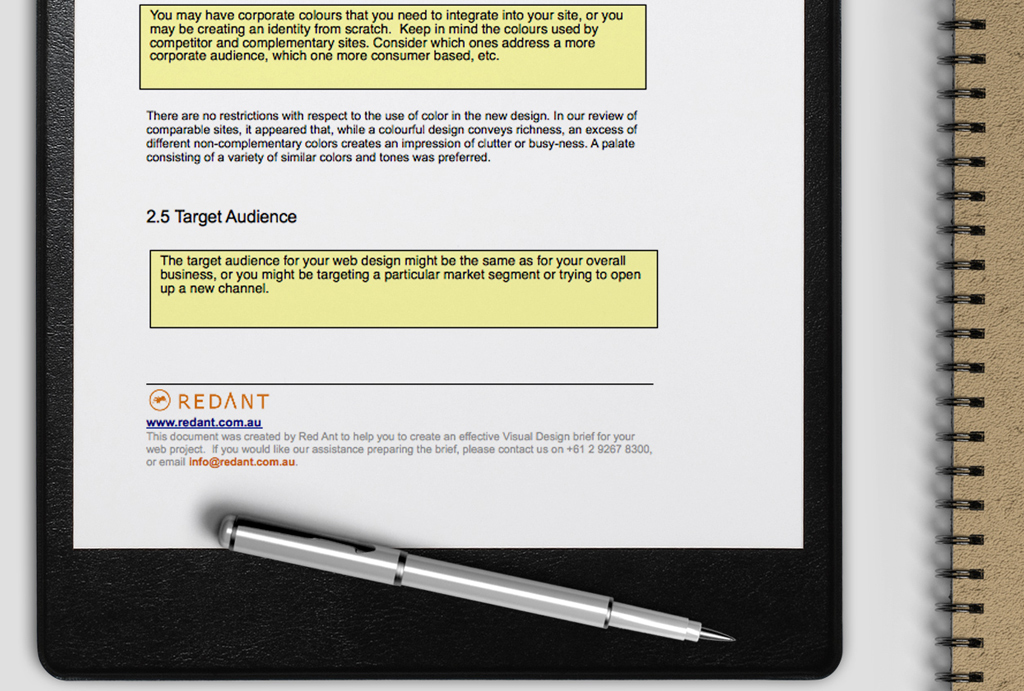 You may have corporate colours that you need to integrate into your site, or you
may be creating an identity from scratch.  Keep in mind the colours used by
competitor and complementary sites. Consider which ones address a more
corporate audience, which one more consumer based, etc.
There are no restrictions with respect to the use of color in the new design. In our review of
comparable sites, it appeared that, while a colourful design conveys richness, an excess of
different non-complementary colors creates an impression of clutter or busy-ness. A palate
consisting of a variety of similar colors and tones was preferred.
2.5 Target Audience
The target audience for your web design might be the same as for your overall
business, or you might be targeting a particular market segment or trying to open
up a new channel.
REDANT
www.redant.com.au
This document was created by Red Ant to help you to create an effective Visual Design brief for your
web project.  If you would like our assistance preparing the brief, please contact us on +61 2 9267 8300,
or email info@redant.com.au.